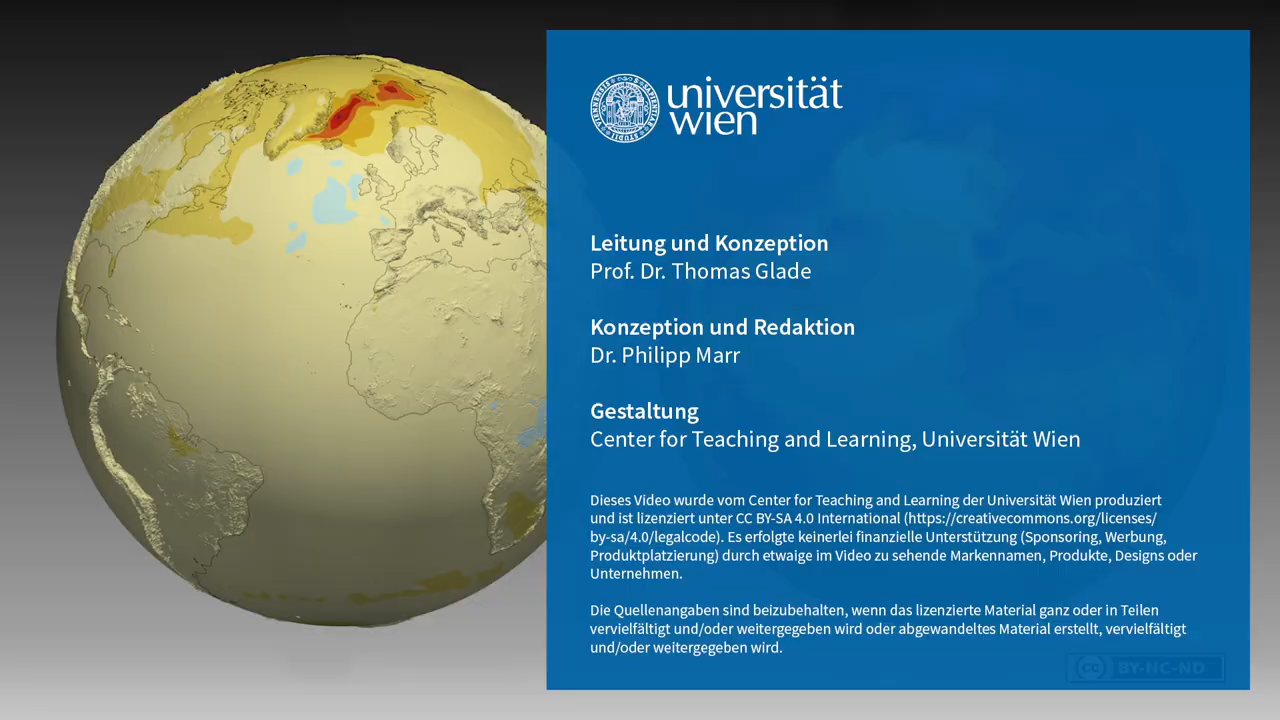 universität
wien
Leitung und Konzeption
Prof. Dr. Thomas Glade
Konzeption und Redaktion
Dr. Philipp Marr
Gestaltung
Center for Teaching and Learning, Universität Wien
Dieses Video wurde vom Center for Teaching and Learning der Universität Wien produziert
und ist lizenziert unter CC BY-SA 4.0 International (https://creativecommons.org/licenses/
by-sa/4.0/legalcode). Es erfolgte keinerlei finanzielle Unterstützung (Sponsoring, Werbung,
Produktplatzierung) durch etwaige im Video zu sehende Markennamen, Produkte, Designs oder
Unternehmen.
Die Quellenangaben sind beizubehalten, wenn das lizenzierte Material ganz oder in Teilen
vervielfältigt und/oder weitergegeben wird oder abgewandeltes Material erstellt, vervielfältigt
und/oder weitergegeben wird.
cc BY-NC-ND